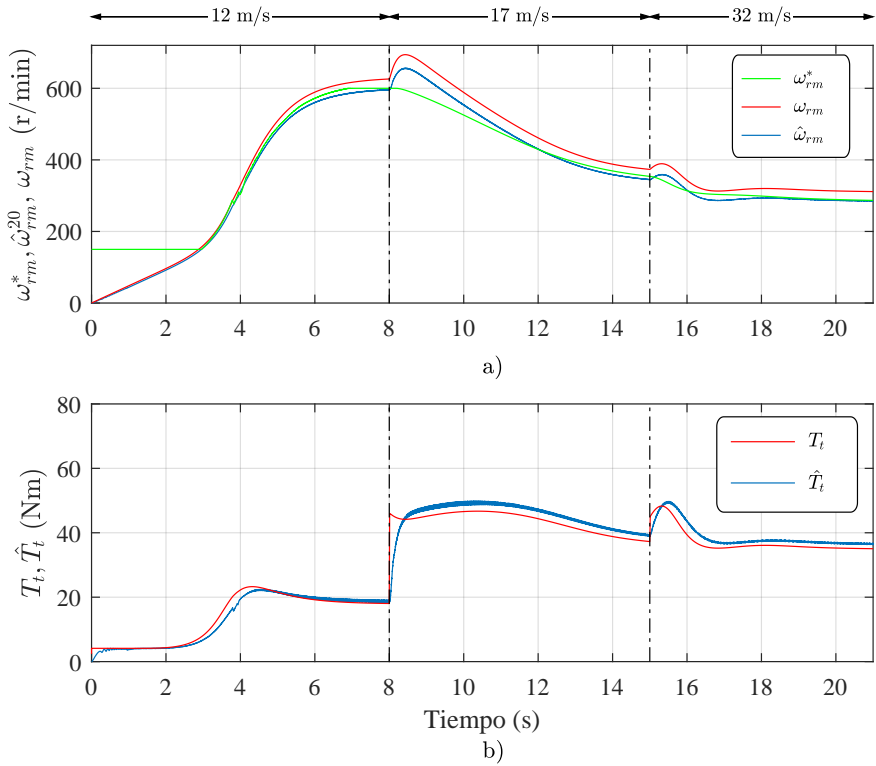 12 m/s 17 m/s 32 m/s
ω*rm, ω̂rm^20, ωrm (r/min)
600
400
200
0
ω*rm
ωrm
ω̂rm
0 2 4 6 8 10 12 14 16 18 20
a)
Tt, T̂t (Nm)
80
60
40
20
0
Tt
T̂t
0 2 4 6 8 10 12 14 16 18 20
Tiempo (s)
b)